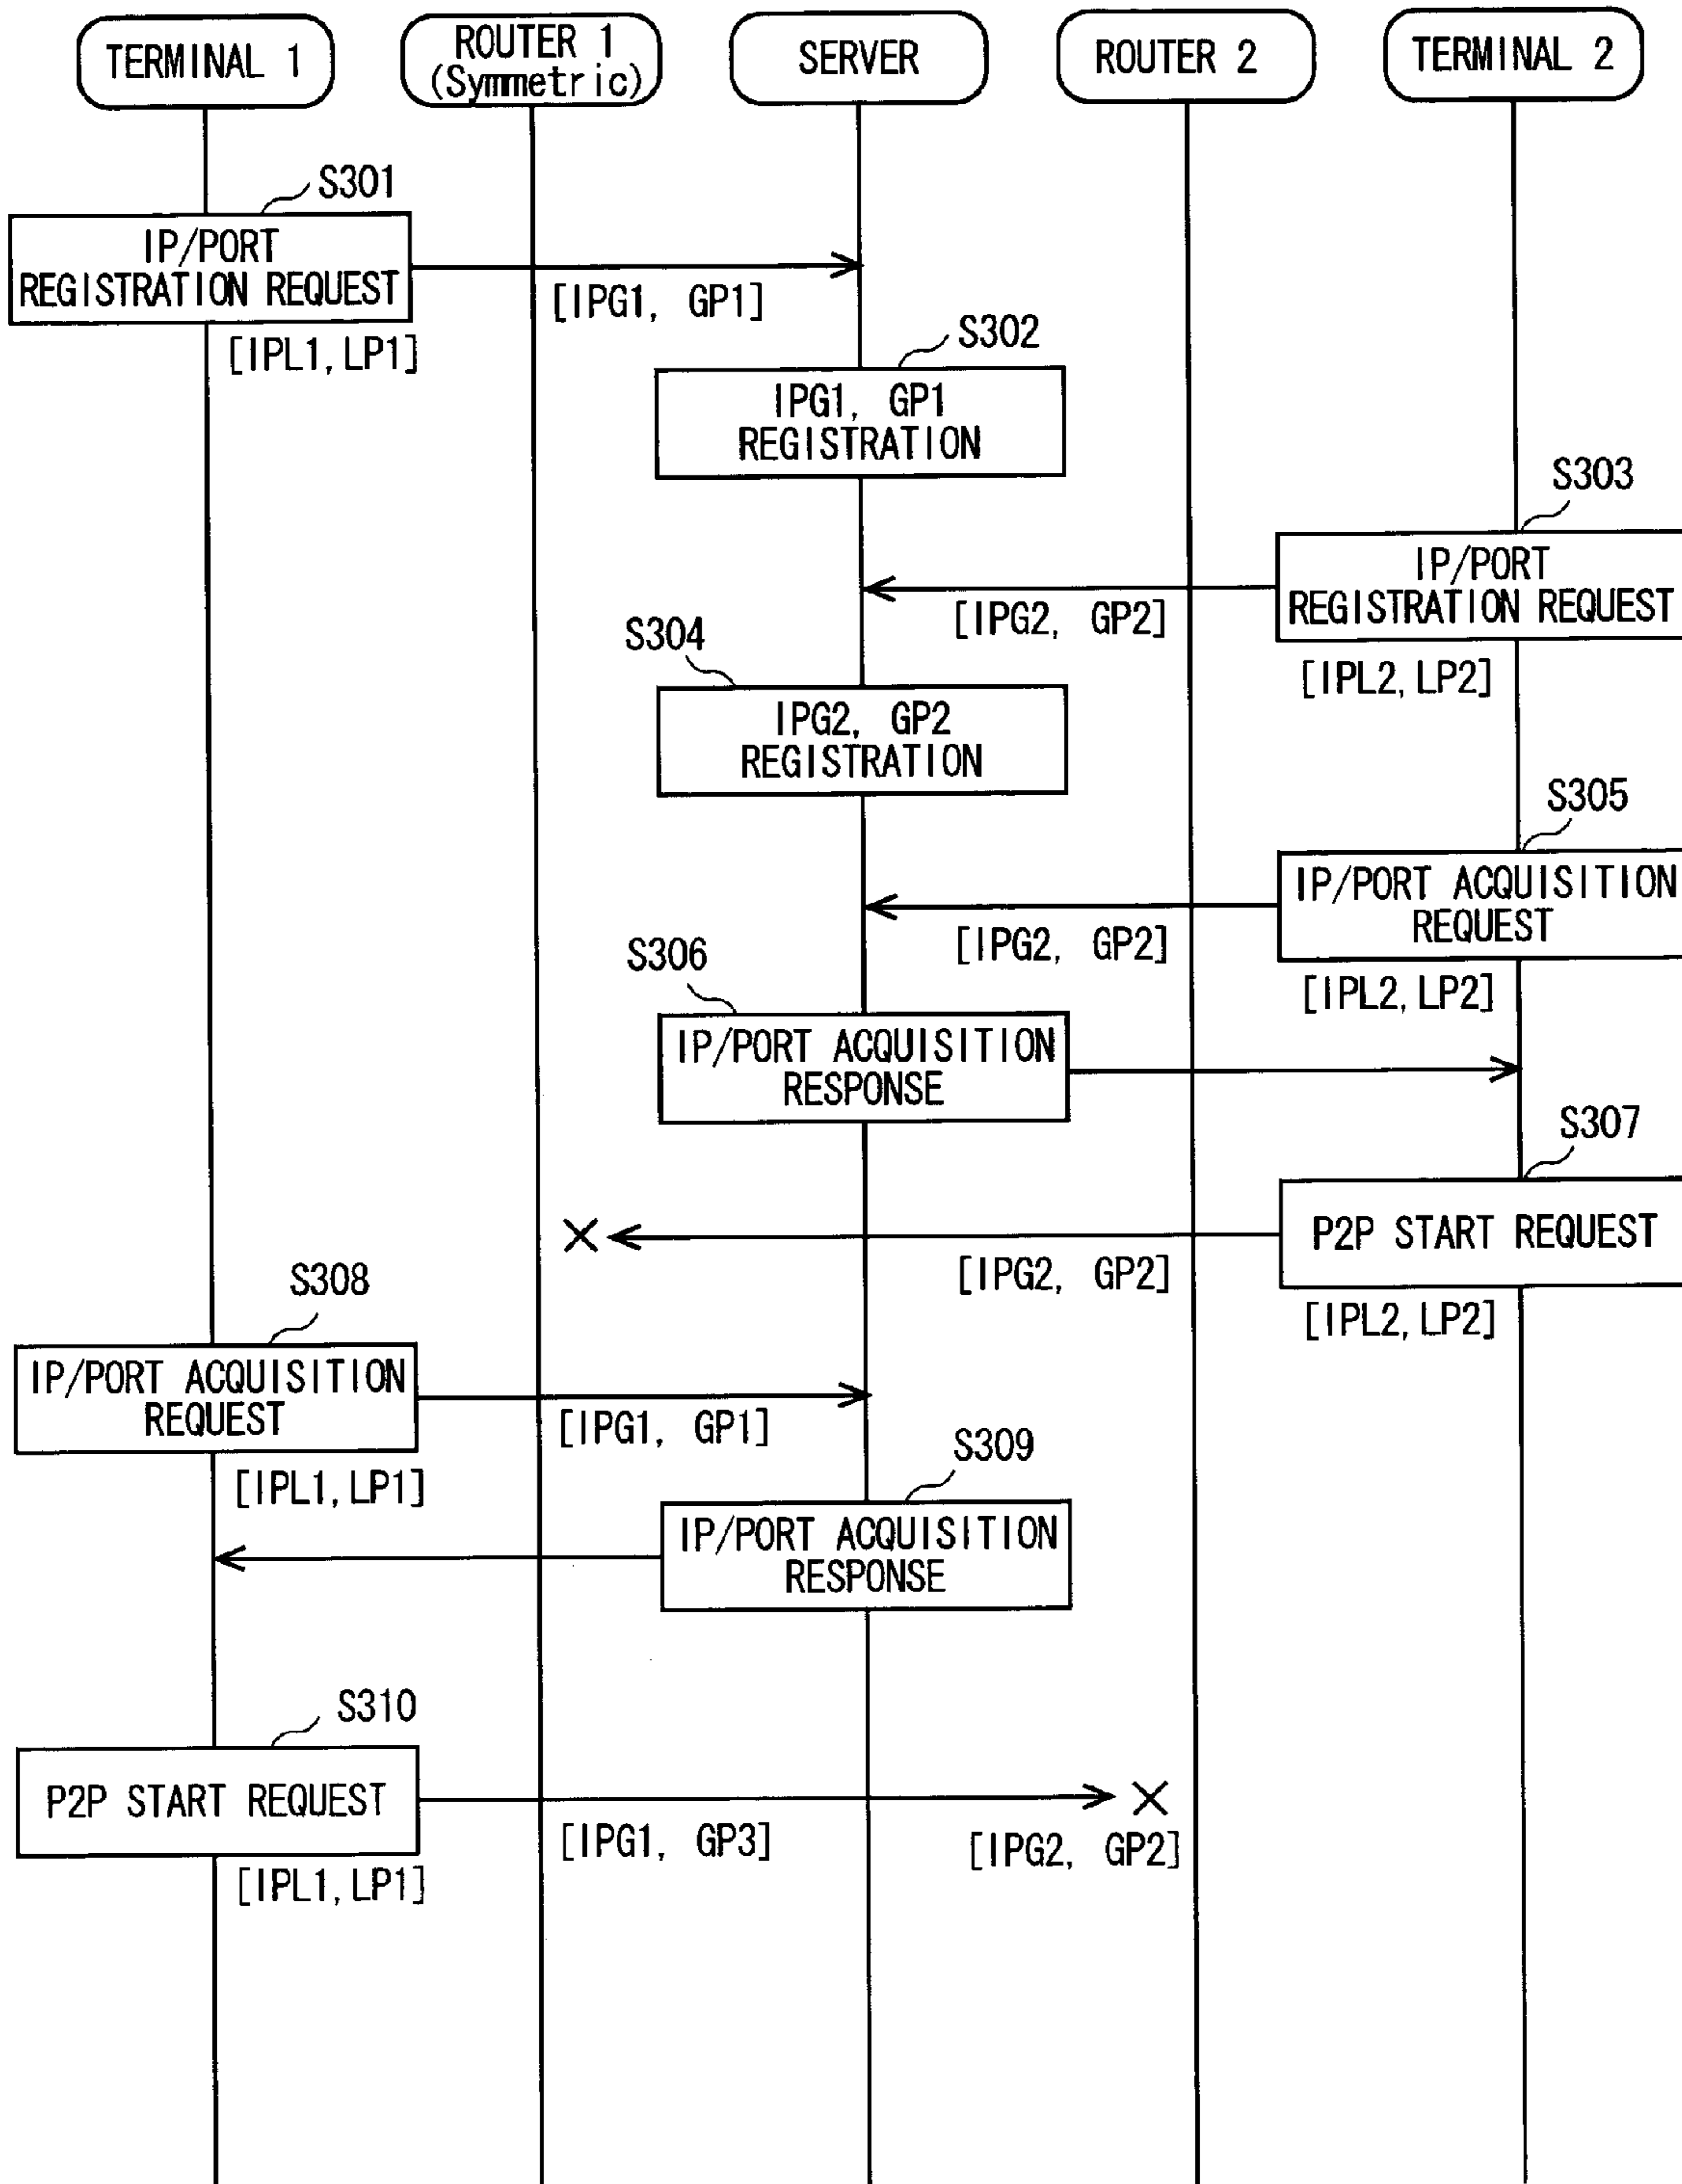 TERMINAL 1
ROUTER 1
(Symmetric)
SERVER
ROUTER 2
TERMINAL 2
S301
IP/PORT
REGISTRATION REQUEST
[IPG1, GP1]
[IPL1, LP1]
S302
IPG1, GP1
REGISTRATION
S303
IP/PORT
REGISTRATION REQUEST
[IPG2, GP2]
[IPL2, LP2]
S304
IPG2, GP2
REGISTRATION
S305
IP/PORT ACQUISITION
REQUEST
[IPG2, GP2]
[IPL2, LP2]
S306
IP/PORT ACQUISITION
RESPONSE
S307
P2P START REQUEST
[IPG2, GP2]
[IPL2, LP2]
S308
IP/PORT ACQUISITION
REQUEST
[IPG1, GP1]
[IPL1, LP1]
S309
IP/PORT ACQUISITION
RESPONSE
S310
P2P START REQUEST
[IPG1, GP3]
[IPG2, GP2]
[IPL1, LP1]